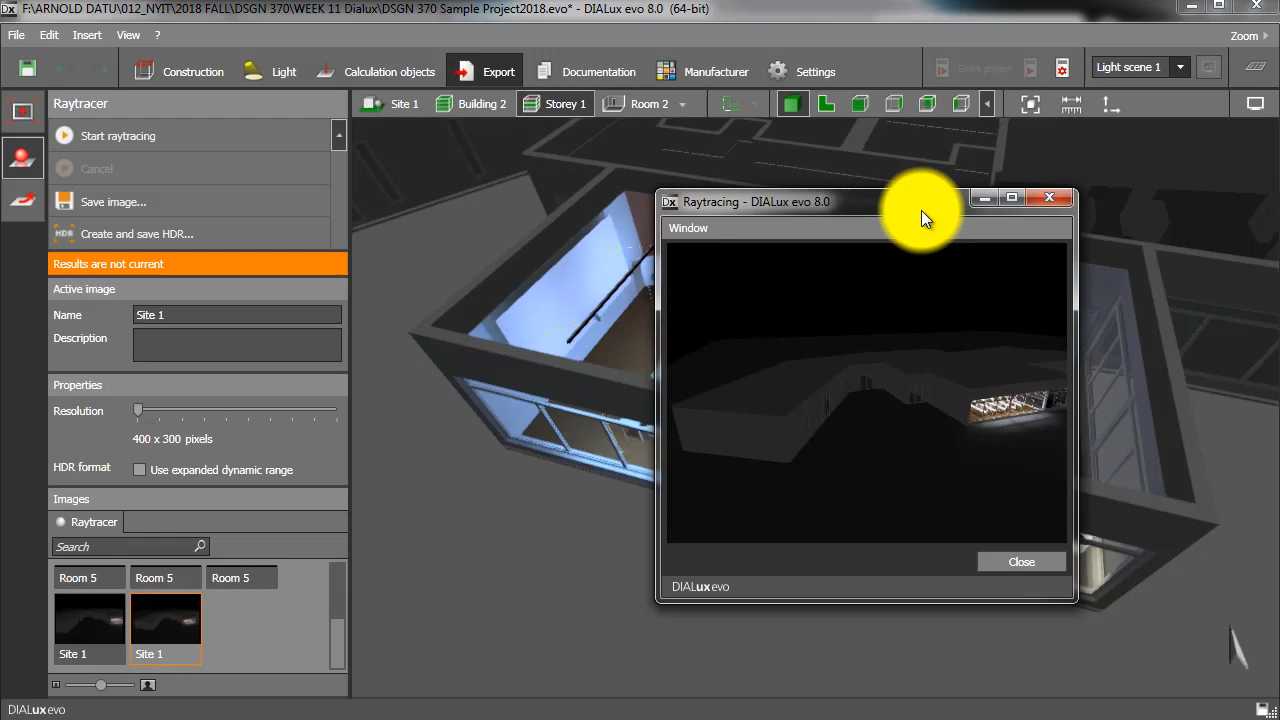 F:\ARNOLD DATU\012_NYIT\2018 FALL\DSGN 370\WEEK 11 Dialux\DSGN 370 Sample Project2018.evo* - DIALux evo 8.0 (64-bit)
File Edit Insert View ? Zoom
Construction Light Calculation objects Export Documentation Manufacturer Settings Entire project Light scene 1
Raytracer Site 1 Building 2 Storey 1 Room 2
Start raytracing
Cancel
Save image...
Create and save HDR...
Results are not current
Active image
Name Site 1
Description
Properties
Resolution
400 x 300 pixels
HDR format Use expanded dynamic range
Images
Raytracer
Search
Room 5 Room 5 Room 5
Site 1 Site 1
DIALux evo
Dx Raytracing - DIALux evo 8.0
Window
Close
DIALux evo